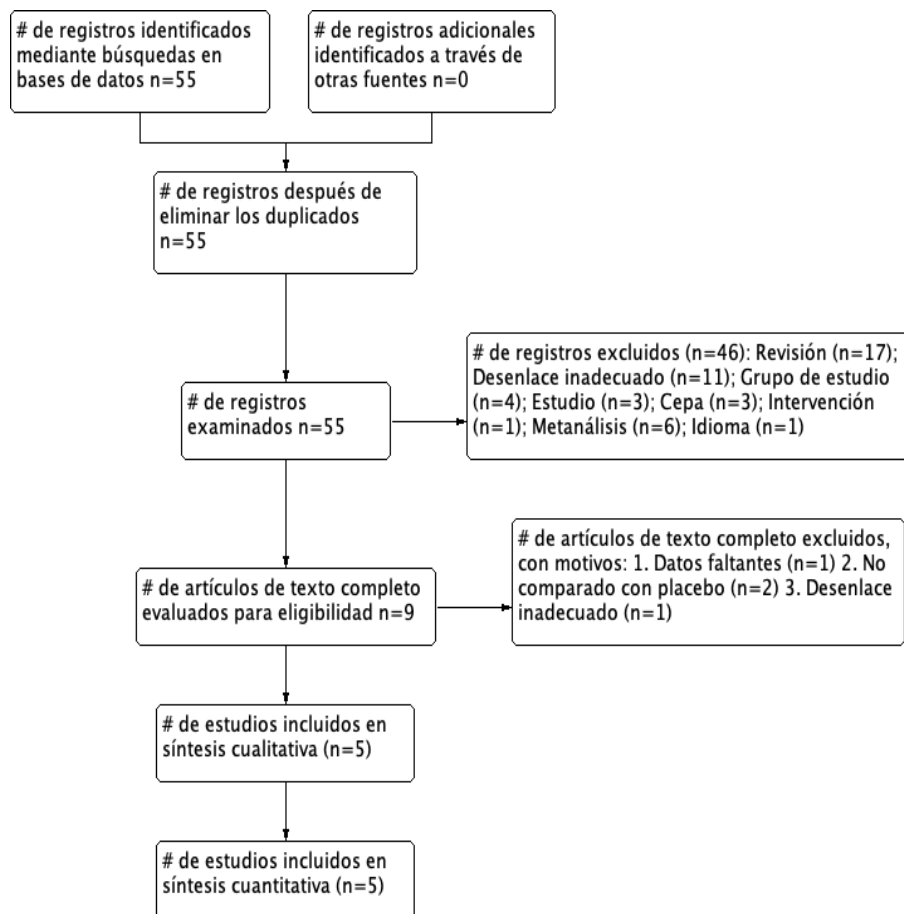 # de registros identificados
mediante búsquedas en
bases de datos n=55
# de registros adicionales
identificados a través de
otras fuentes n=0
# de registros después de
eliminar los duplicados
n=55
# de registros
examinados n=55
# de registros excluidos (n=46): Revisión (n=17);
Desenlace inadecuado (n=11); Grupo de estudio
(n=4); Estudio (n=3); Cepa (n=3); Intervención
(n=1); Metanálisis (n=6); Idioma (n=1)
# de artículos de texto completo
evaluados para eligibilidad n=9
# de artículos de texto completo excluidos,
con motivos: 1. Datos faltantes (n=1) 2. No
comparado con placebo (n=2) 3. Desenlace
inadecuado (n=1)
# de estudios incluidos en
síntesis cualitativa (n=5)
# de estudios incluidos en
síntesis cuantitativa (n=5)